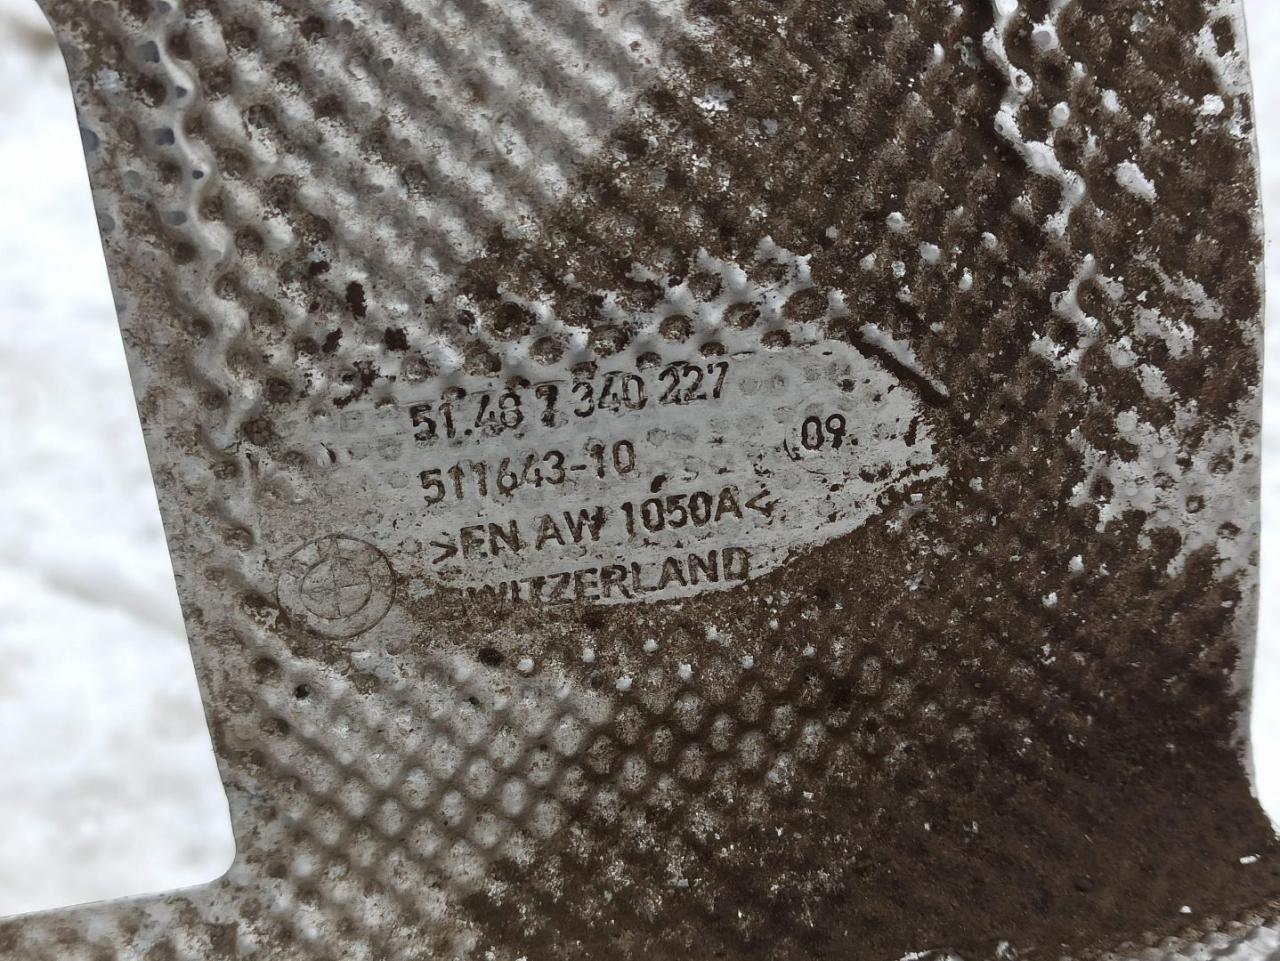 51.48 7 340 227
511643-10 09.
>EN AW 1050A<
SWITZERLAND